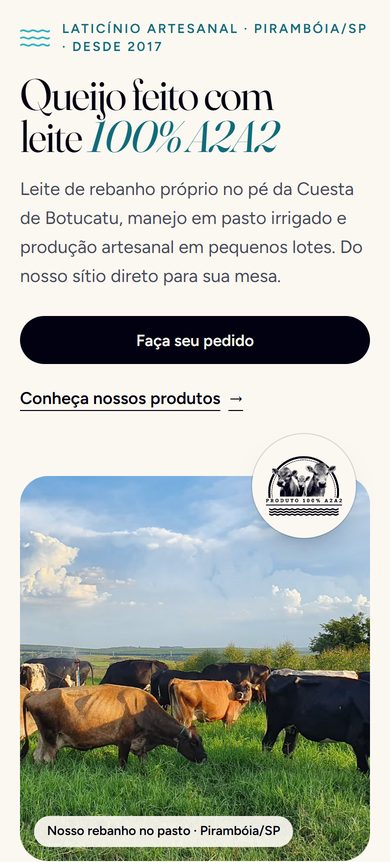 LATICÍNIO ARTESANAL · PIRAMBÓIA/SP
· DESDE 2017
Queijo feito com
leite 100% A2A2
Leite de rebanho próprio no pé da Cuesta
de Botucatu, manejo em pasto irrigado e
produção artesanal em pequenos lotes. Do
nosso sítio direto para sua mesa.
Faça seu pedido
Conheça nossos produtos →
PRODUTO 100% A2A2
Nosso rebanho no pasto · Pirambóia/SP